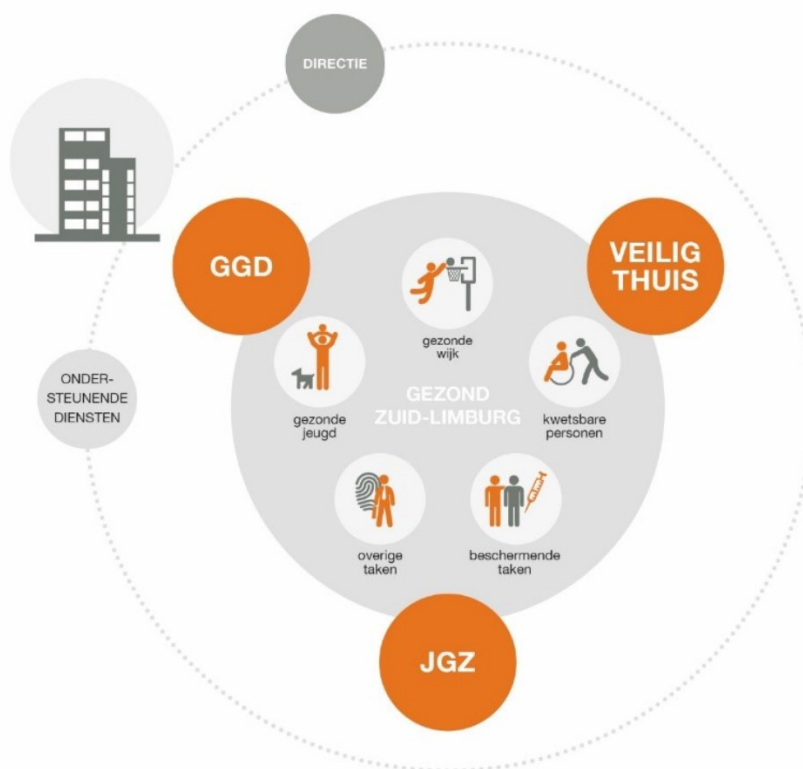 DIRECTIE
GGD
VEILIG
THUIS
gezonde
wijk
ONDER-
STEUNENDE
DIENSTEN
gezonde
jeugd
GEZOND
ZUID-LIMBURG
kwetsbare
personen
overige
taken
beschermende
taken
JGZ